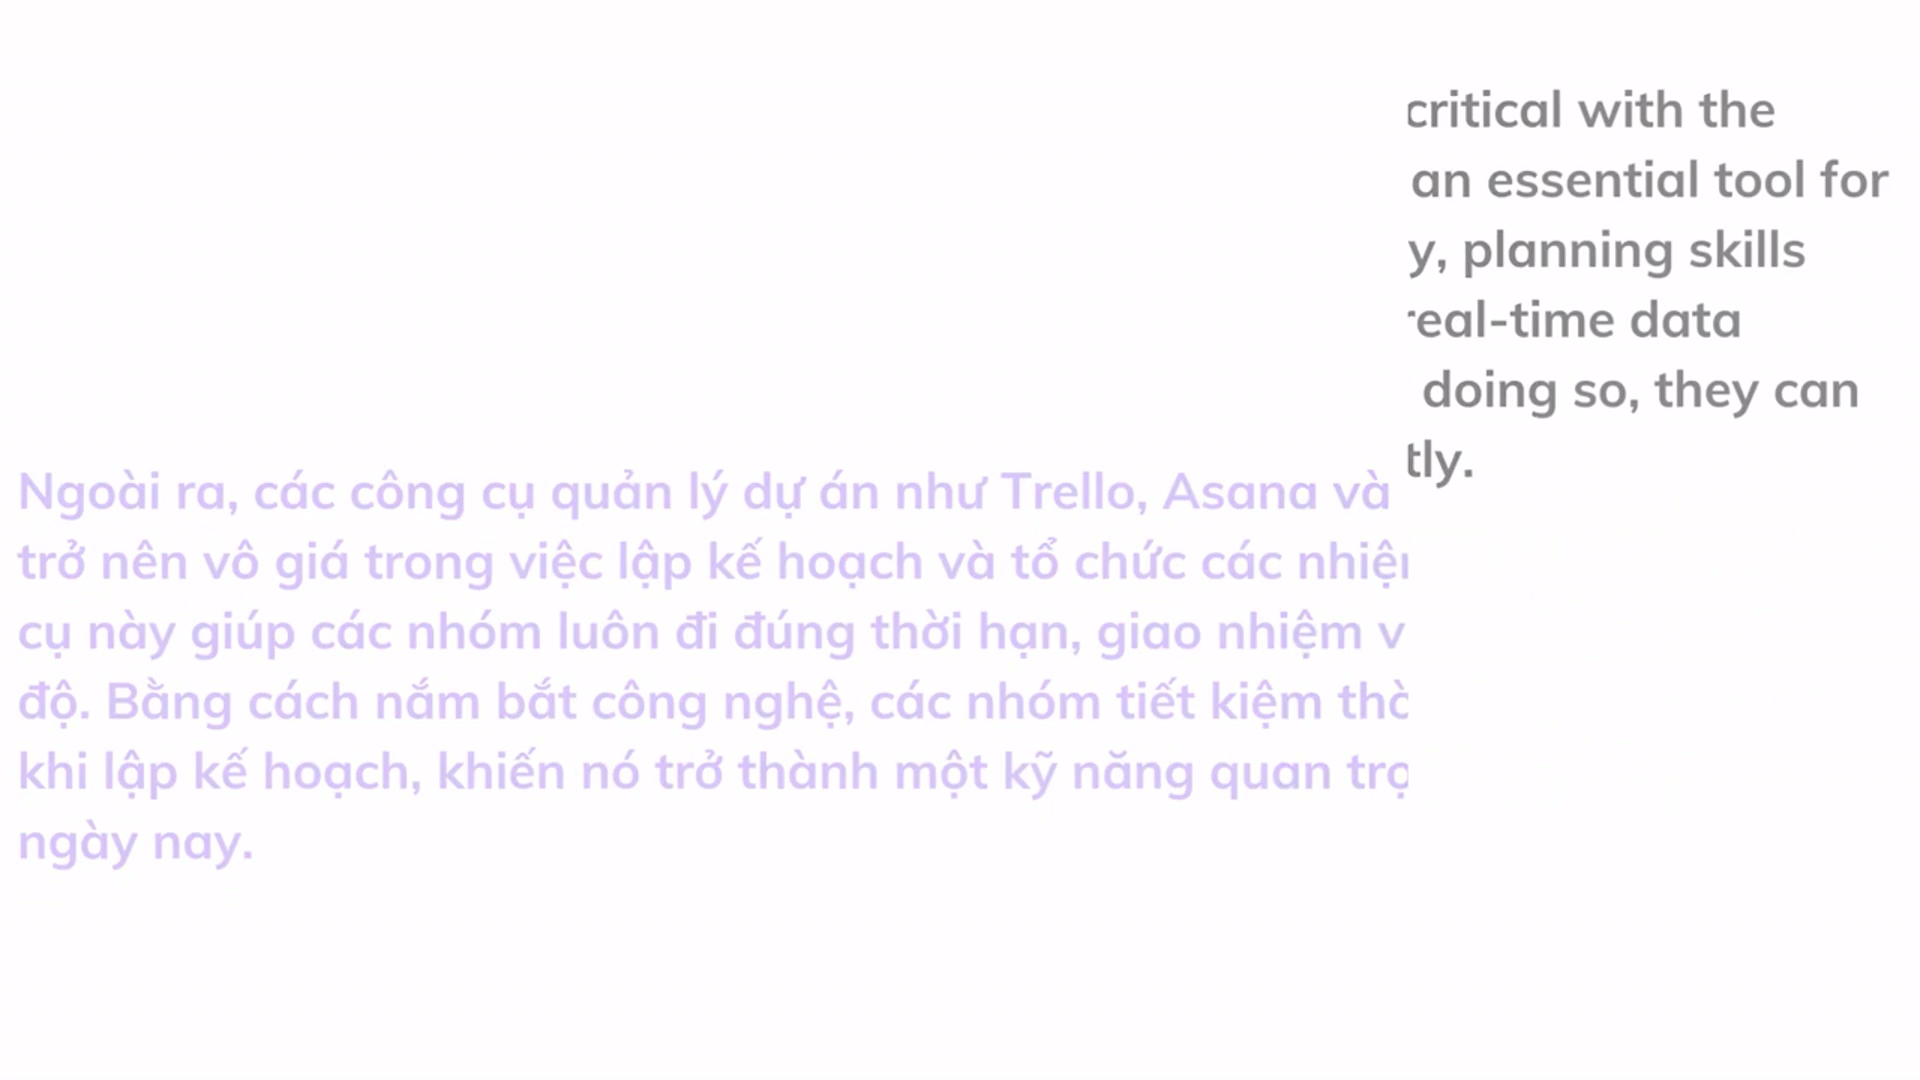 critical with the
an essential tool for
y, planning skills
real-time data
doing so, they can
tly.
Ngoài ra, các công cụ quản lý dự án như Trello, Asana và
trở nên vô giá trong việc lập kế hoạch và tổ chức các
cụ này giúp các nhóm luôn đi đúng thời hạn, giao nhiệm v
độ. Bằng cách nắm bắt công nghệ, các nhóm tiết kiệm
khi lập kế hoạch, khiến nó trở thành một kỹ năng quan
ngày nay.